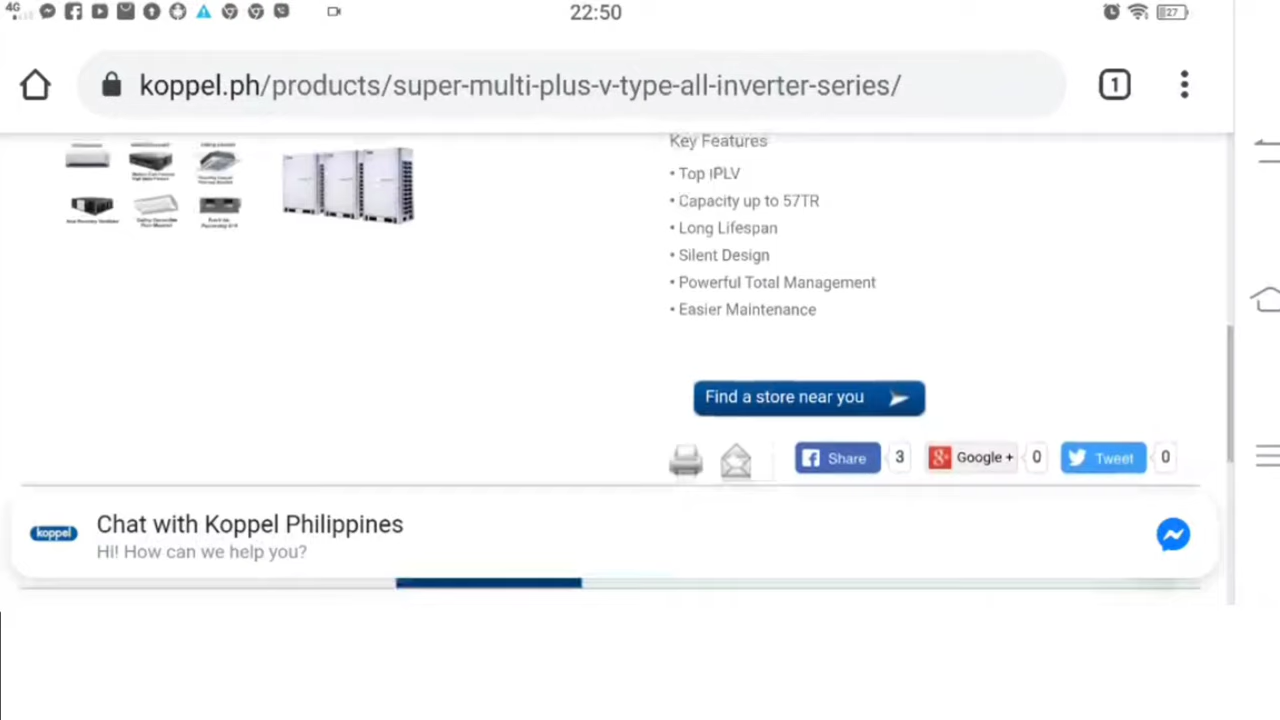 4G
22:50
27
koppel.ph/products/super-multi-plus-v-type-all-inverter-series/
1
Key Features
• Top IPLV
• Capacity up to 57TR
• Long Lifespan
• Silent Design
• Powerful Total Management
• Easier Maintenance
Find a store near you
Share 3 Google + 0 Tweet 0
koppel
Chat with Koppel Philippines
Hi! How can we help you?